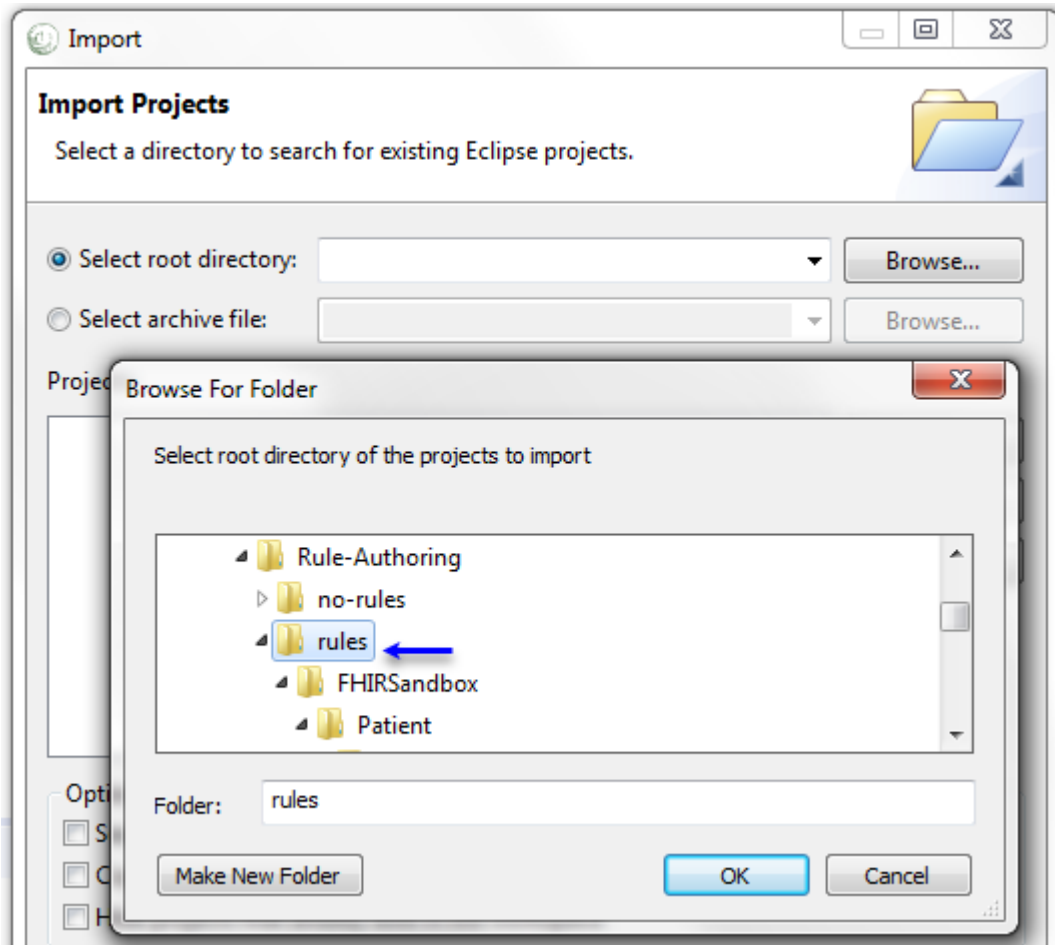 Import
Import Projects
Select a directory to search for existing Eclipse projects.
Select root directory:
Browse...
Select archive file:
Browse...
Browse For Folder
Select root directory of the projects to import
Rule-Authoring
no-rules
rules
FHIRSandbox
Patient
Folder: rules
Make New Folder
OK
Cancel